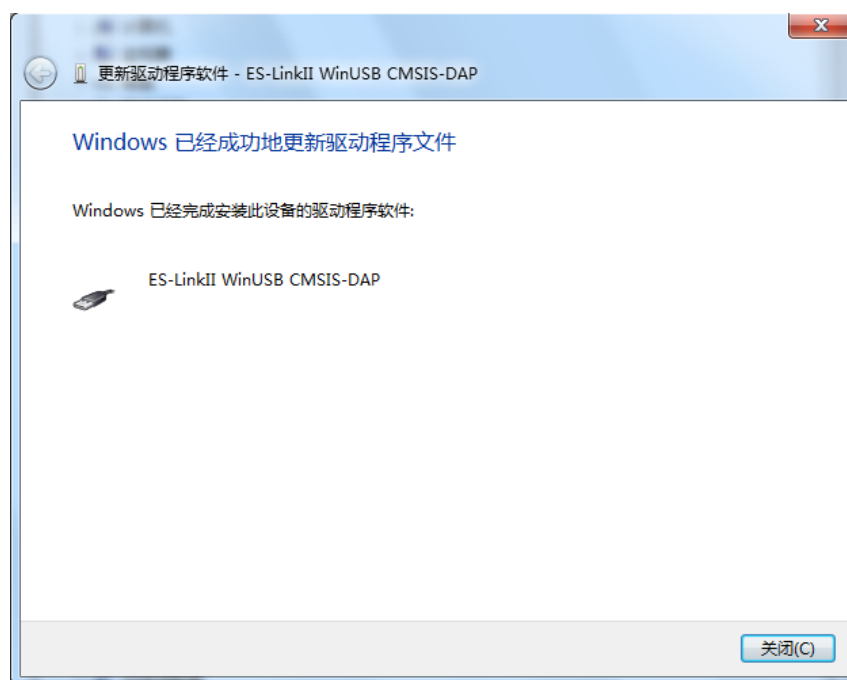 更新驱动程序软件 - ES-LinkII WinUSB CMSIS-DAP
Windows 已经成功地更新驱动程序文件
Windows 已经完成安装此设备的驱动程序软件:
ES-LinkII WinUSB CMSIS-DAP
关闭(C)